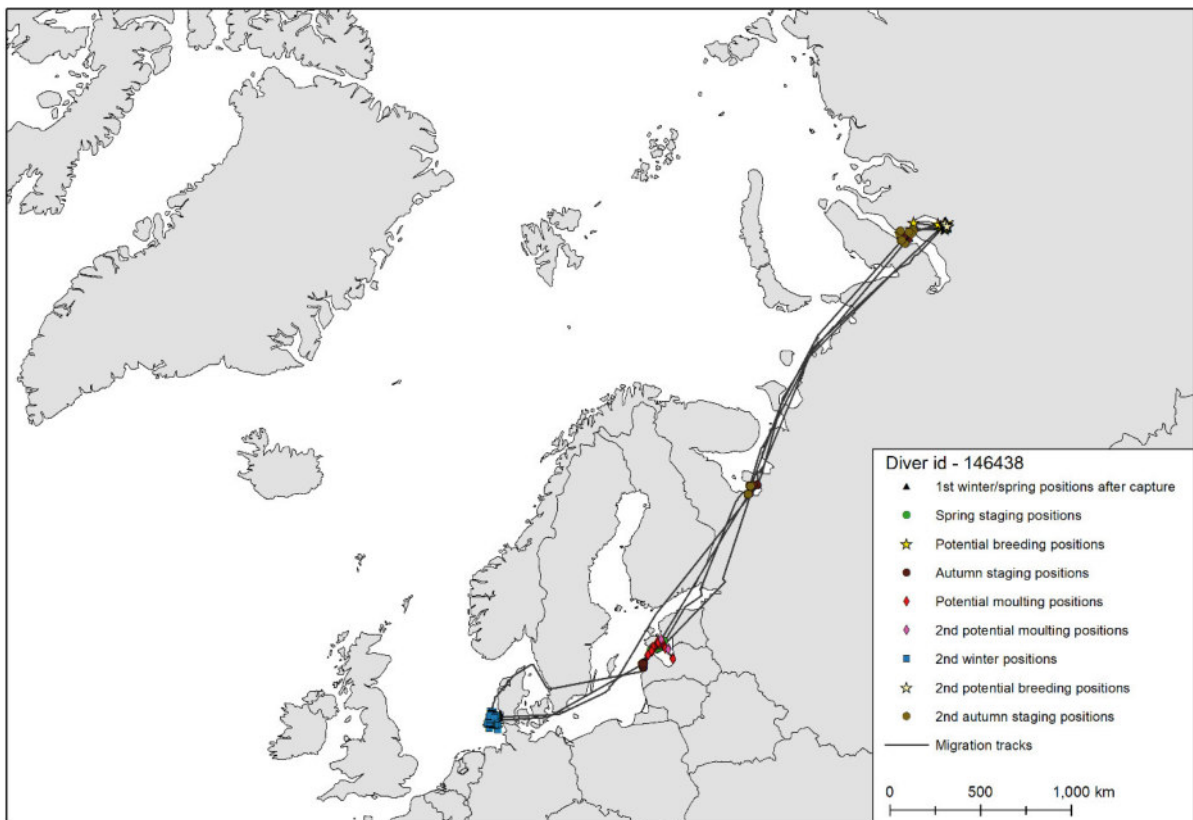 Diver id - 146438
1st winter/spring positions after capture
Spring staging positions
Potential breeding positions
Autumn staging positions
Potential moulting positions
2nd potential moulting positions
2nd winter positions
2nd potential breeding positions
2nd autumn staging positions
Migration tracks
0 500 1,000 km